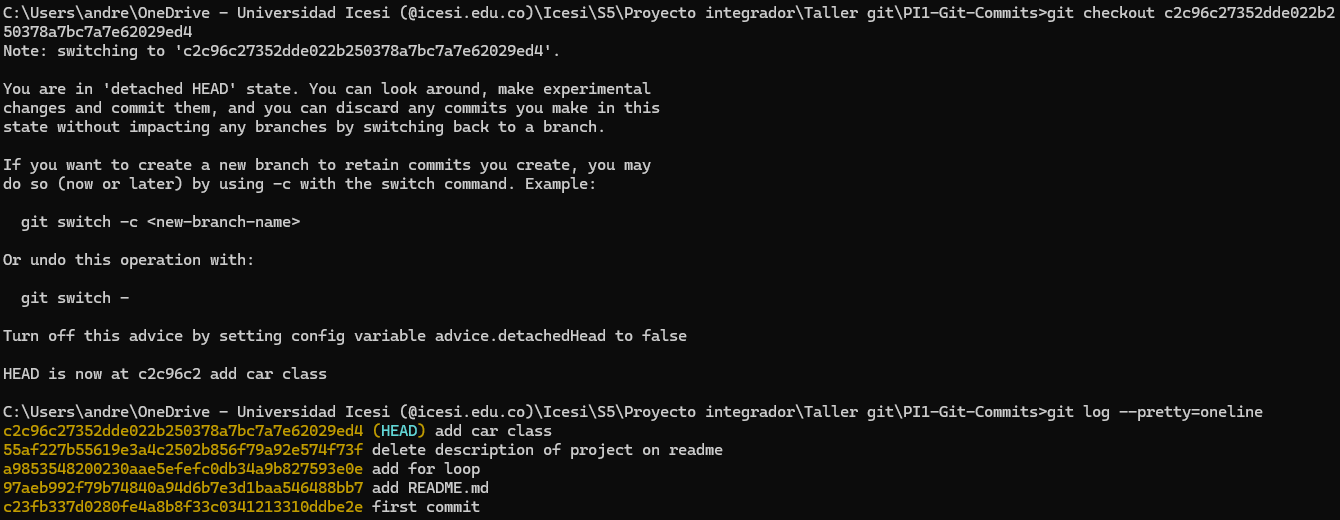 C:\Users\andre\OneDrive - Universidad Icesi (@icesi.edu.co)\Icesi\S5\Proyecto integrador\Taller git\PI1-Git-Commits>git checkout c2c96c27352dde022b2
50378a7bc7a7e62029ed4
Note: switching to 'c2c96c27352dde022b250378a7bc7a7e62029ed4'.

You are in 'detached HEAD' state. You can look around, make experimental
changes and commit them, and you can discard any commits you make in this
state without impacting any branches by switching back to a branch.

If you want to create a new branch to retain commits you create, you may
do so (now or later) by using -c with the switch command. Example:

  git switch -c <new-branch-name>

Or undo this operation with:

  git switch -

Turn off this advice by setting config variable advice.detachedHead to false

HEAD is now at c2c96c2 add car class

C:\Users\andre\OneDrive - Universidad Icesi (@icesi.edu.co)\Icesi\S5\Proyecto integrador\Taller git\PI1-Git-Commits>git log --pretty=oneline
c2c96c27352dde022b250378a7bc7a7e62029ed4 (HEAD) add car class
55af227b55619e3a4c2502b856f79a92e574f73f delete description of project on readme
a9853548200230aae5efefc0db34a9b827593e0e add for loop
97aeb992f79b74840a94d6b7e3d1baa546488bb7 add README.md
c23fb337d0280fe4a8b8f33c0341213310ddbe2e first commit